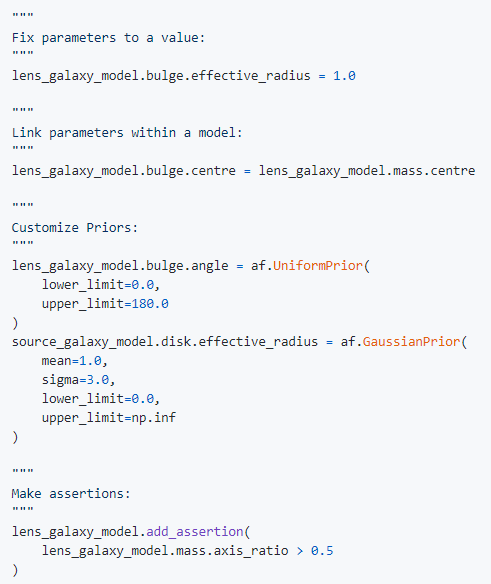 """
Fix parameters to a value:
"""
lens_galaxy_model.bulge.effective_radius = 1.0

"""
Link parameters within a model:
"""
lens_galaxy_model.bulge.centre = lens_galaxy_model.mass.centre

"""
Customize Priors:
"""
lens_galaxy_model.bulge.angle = af.UniformPrior(
    lower_limit=0.0,
    upper_limit=180.0
)
source_galaxy_model.disk.effective_radius = af.GaussianPrior(
    mean=1.0,
    sigma=3.0,
    lower_limit=0.0,
    upper_limit=np.inf
)

"""
Make assertions:
"""
lens_galaxy_model.add_assertion(
    lens_galaxy_model.mass.axis_ratio > 0.5
)